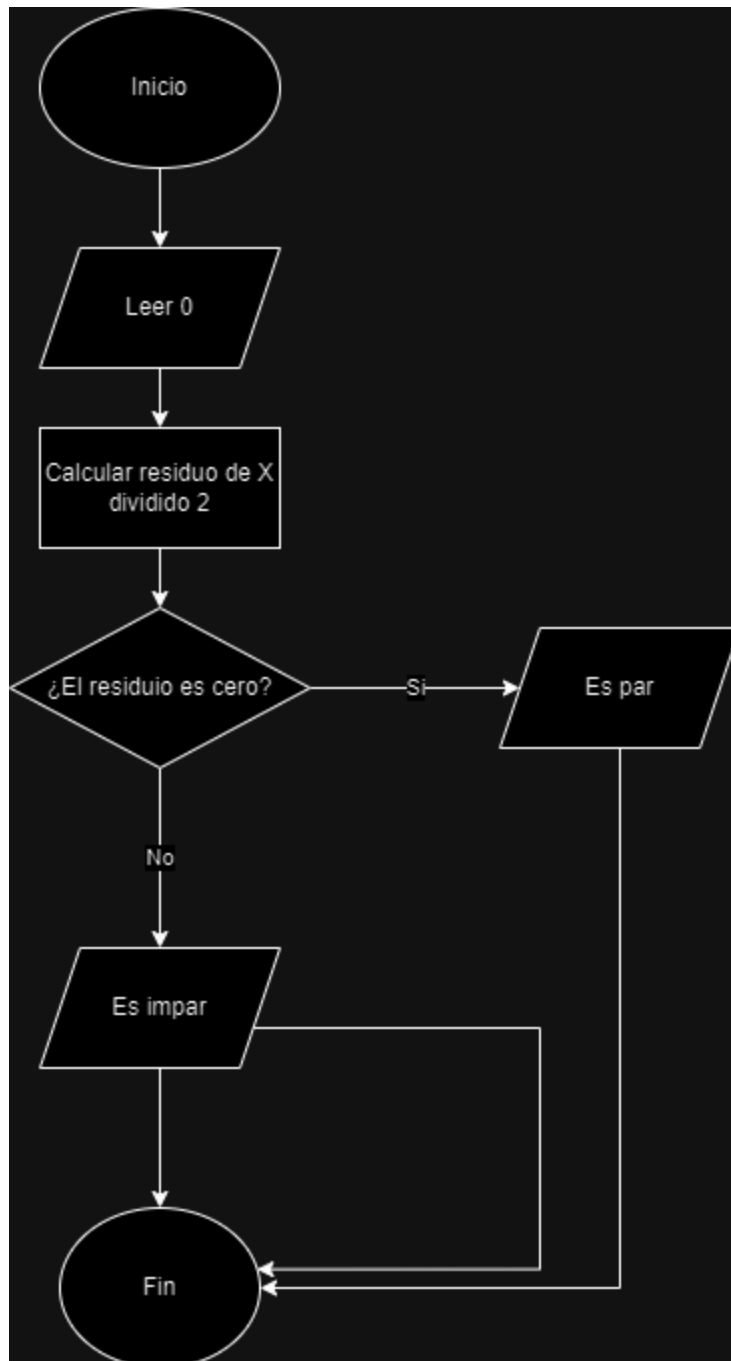 Inicio
Leer 0
Calcular residuo de X
dividido 2
¿El residuio es cero?
Si
Es par
No
Es impar
Fin